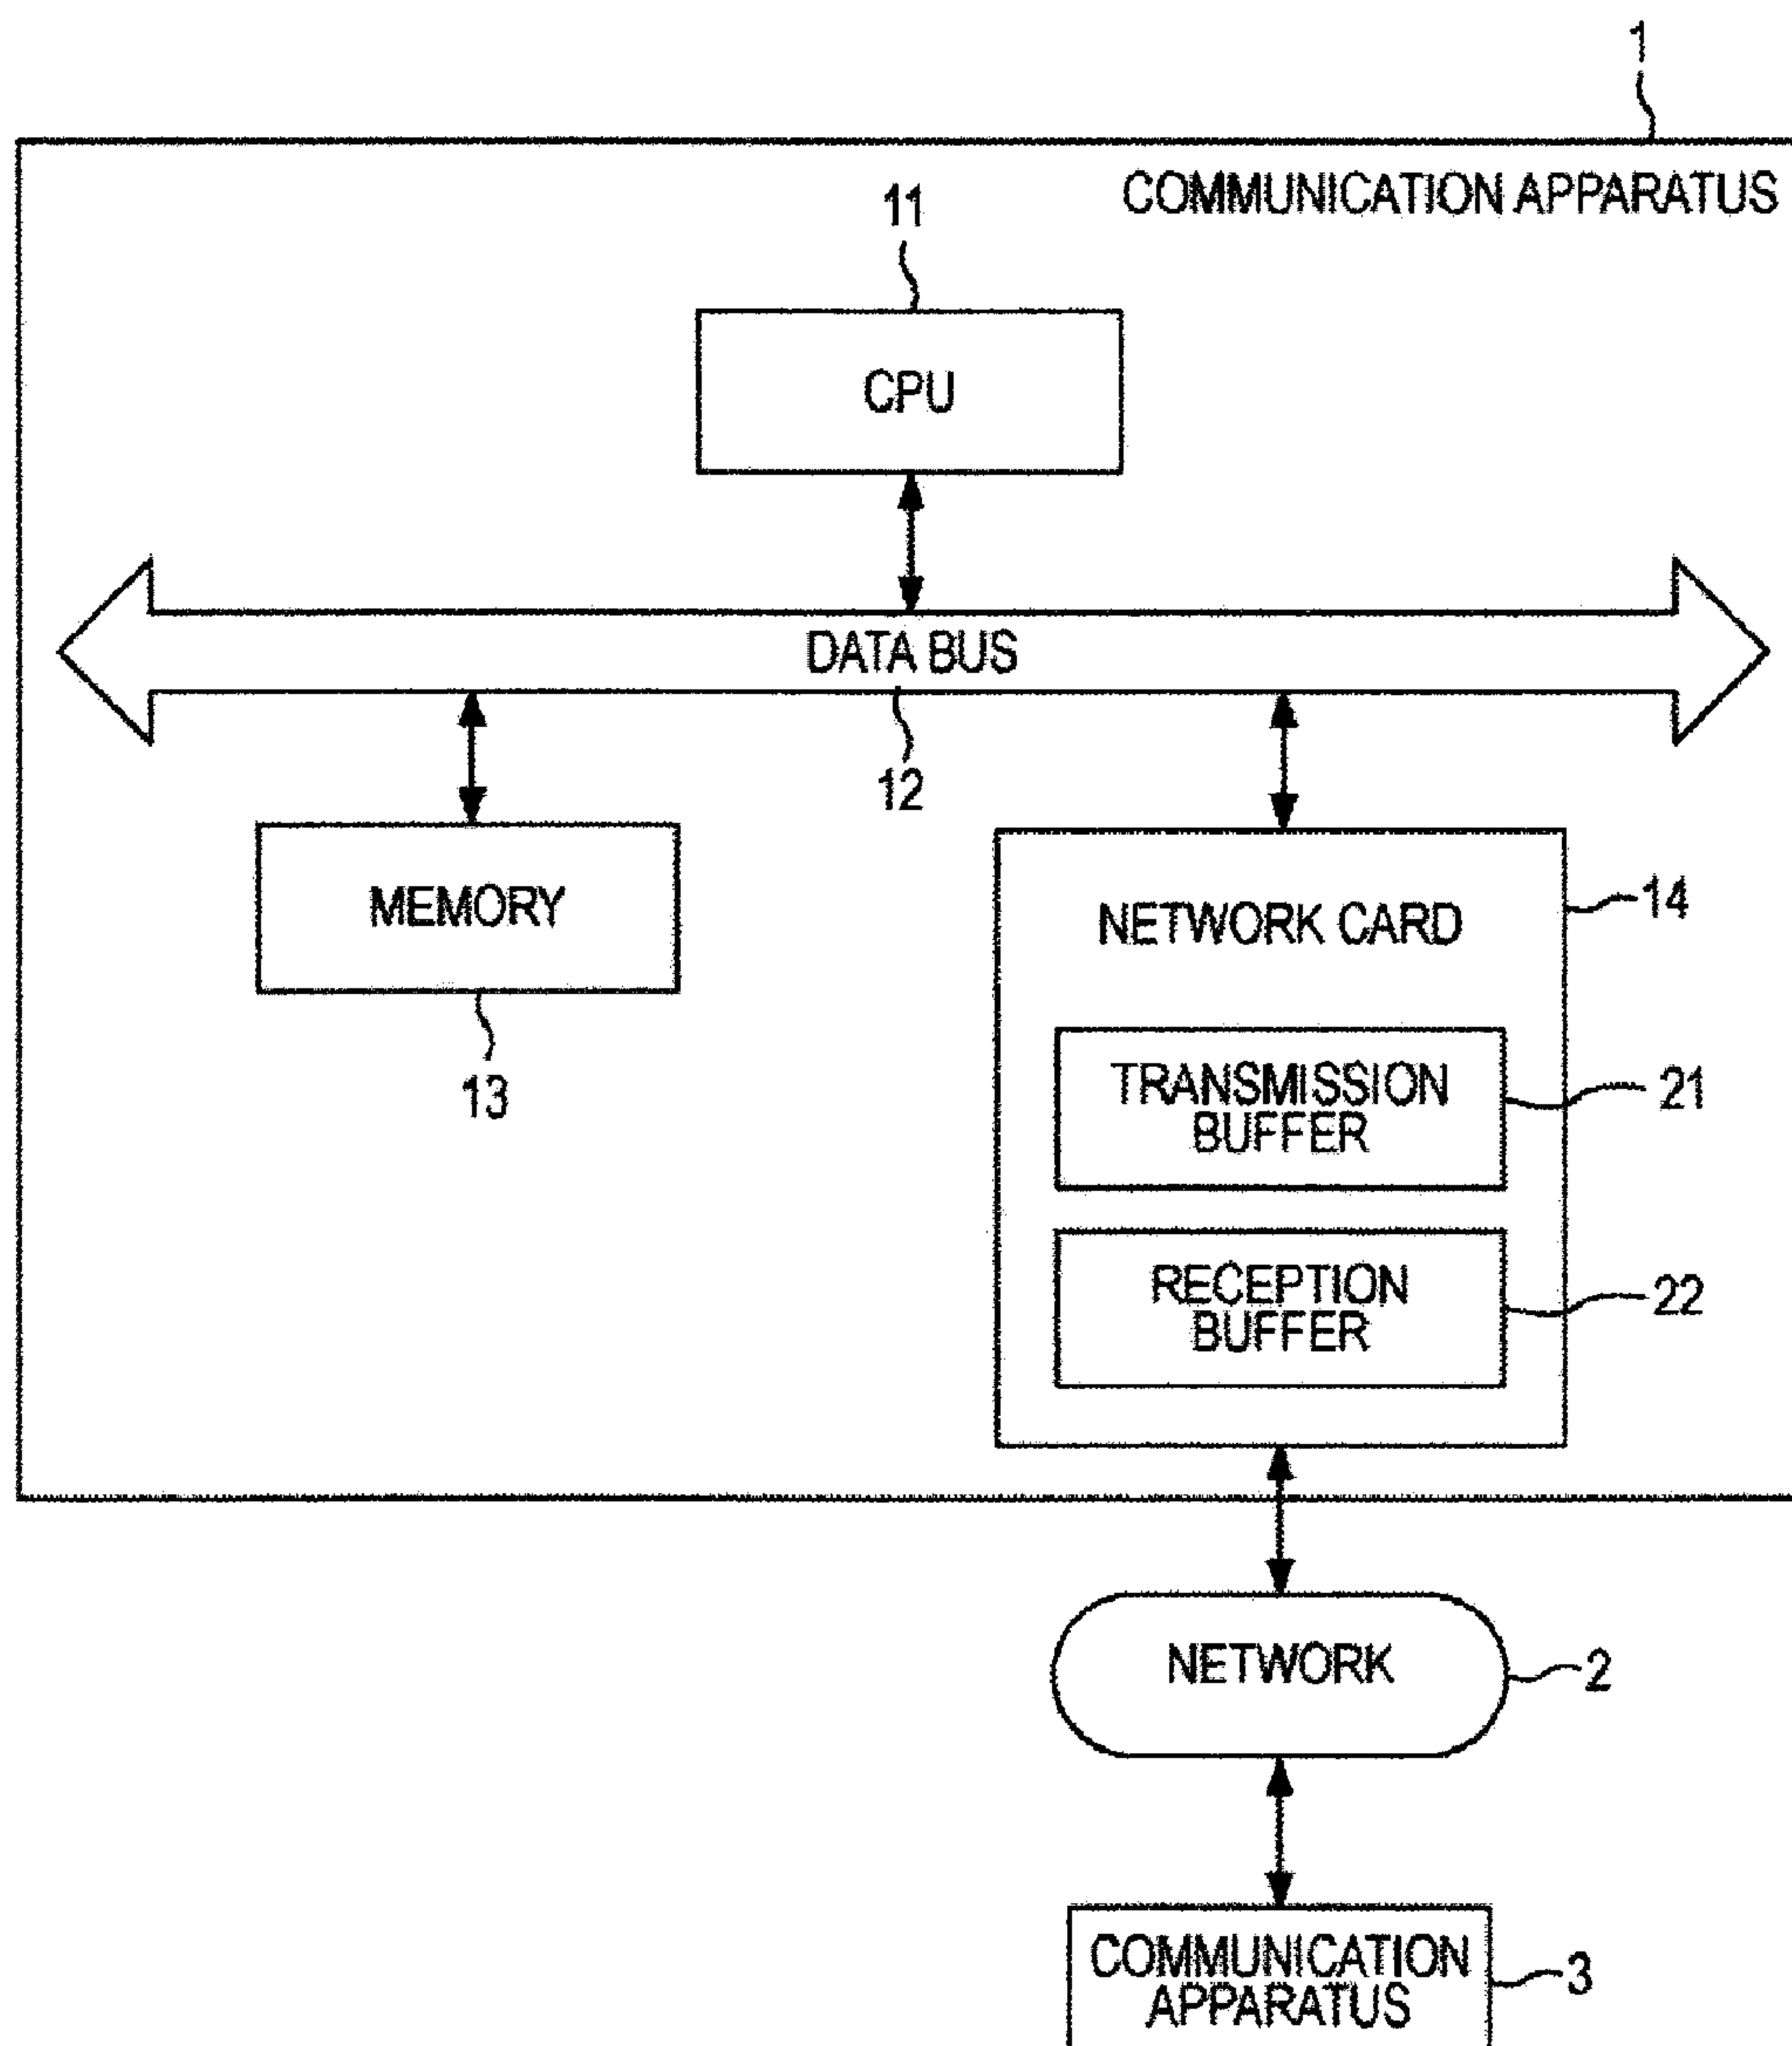 1
COMMUNICATION APPARATUS
11
CPU
DATA BUS
12
MEMORY
13
NETWORK CARD
14
TRANSMISSION
BUFFER
21
RECEPTION
BUFFER
22
NETWORK
2
COMMUNICATION
APPARATUS
3